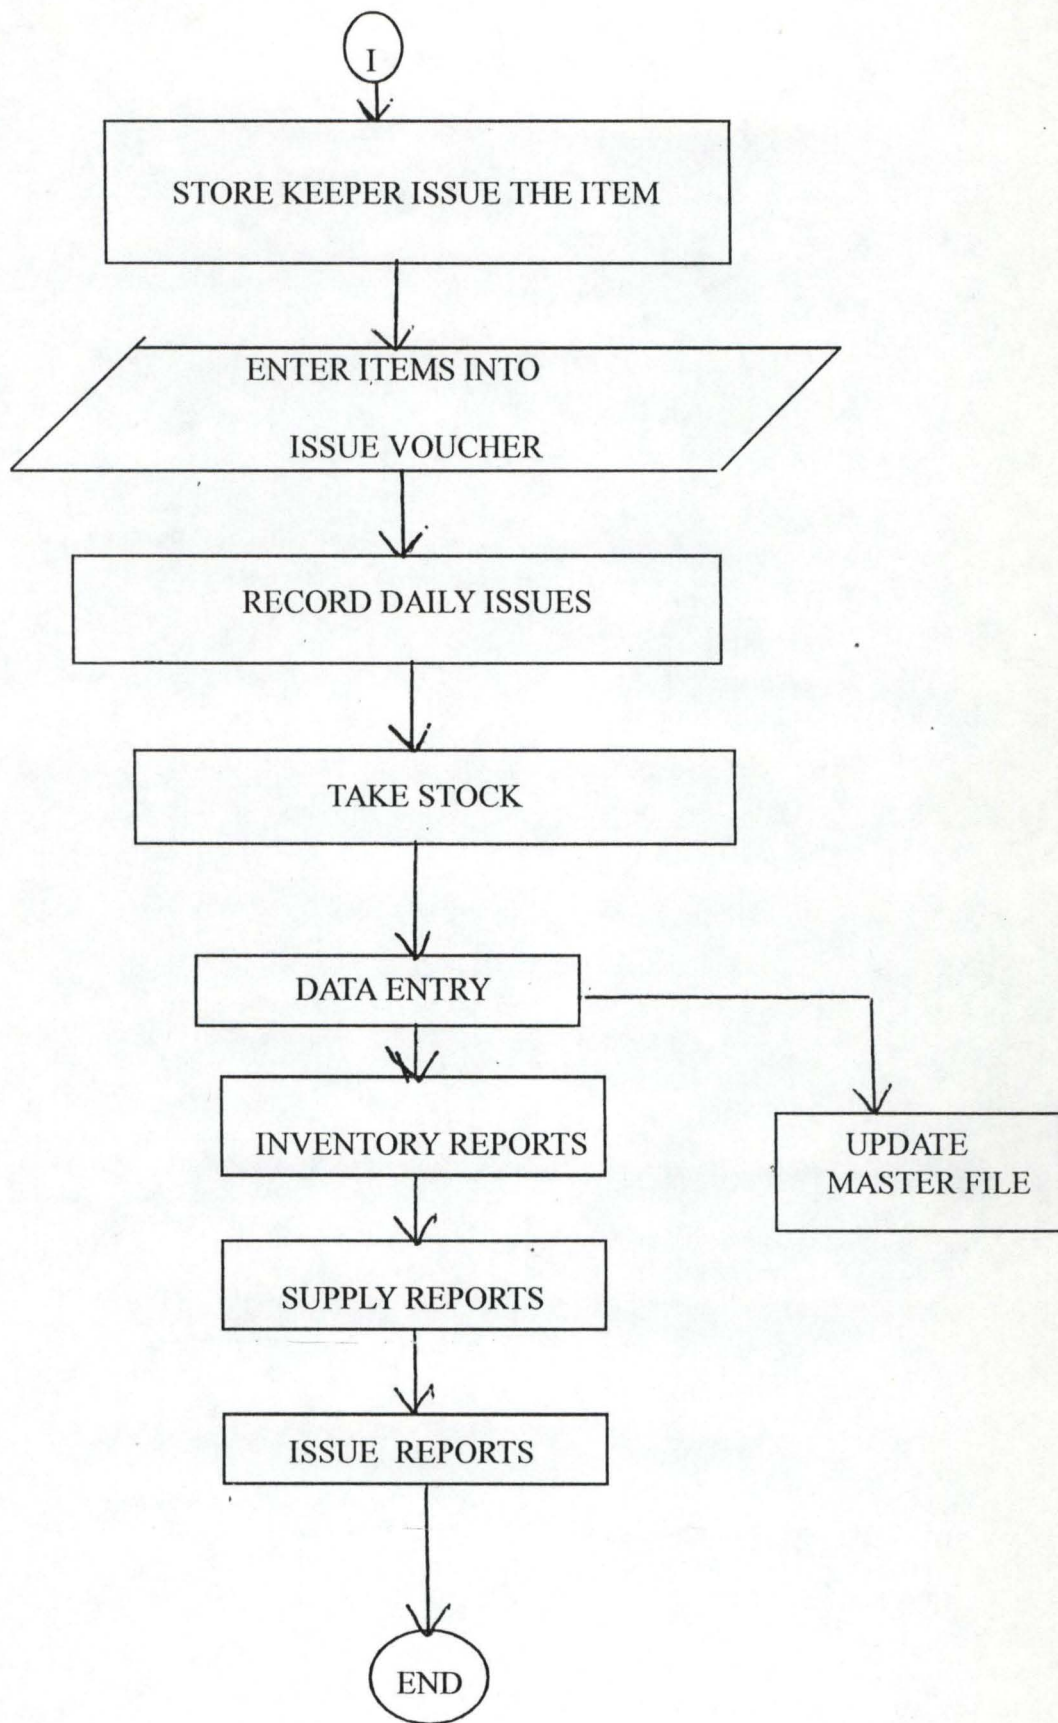 I
STORE KEEPER ISSUE THE ITEM
ENTER ITEMS INTO
ISSUE VOUCHER
RECORD DAILY ISSUES
TAKE STOCK
DATA ENTRY
INVENTORY REPORTS
UPDATE
MASTER FILE
SUPPLY REPORTS
ISSUE REPORTS
END